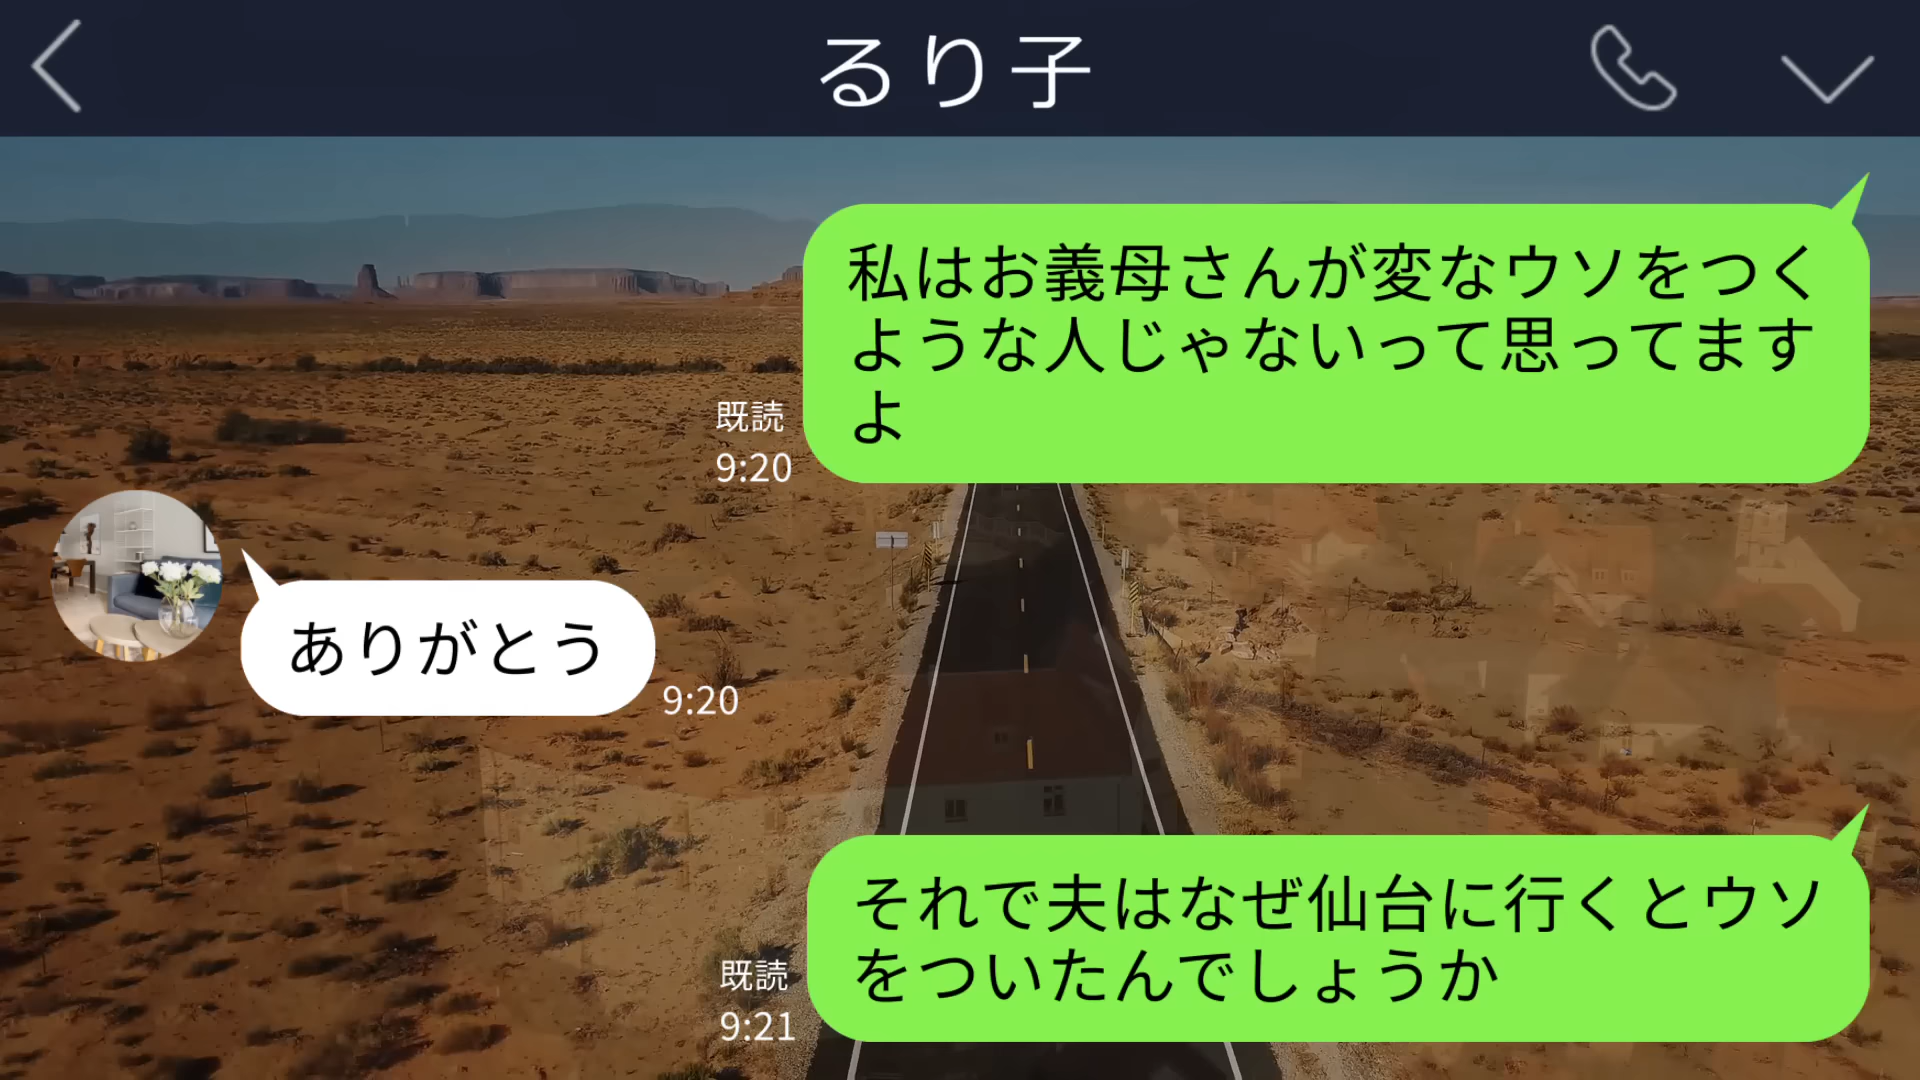 るり子
私はお義母さんが変なウソをつく
ような人じゃないって思ってます
よ
既読
9:20
ありがとう
9:20
それで夫はなぜ仙台に行くとウソ
をついたんでしょうか
既読
9:21